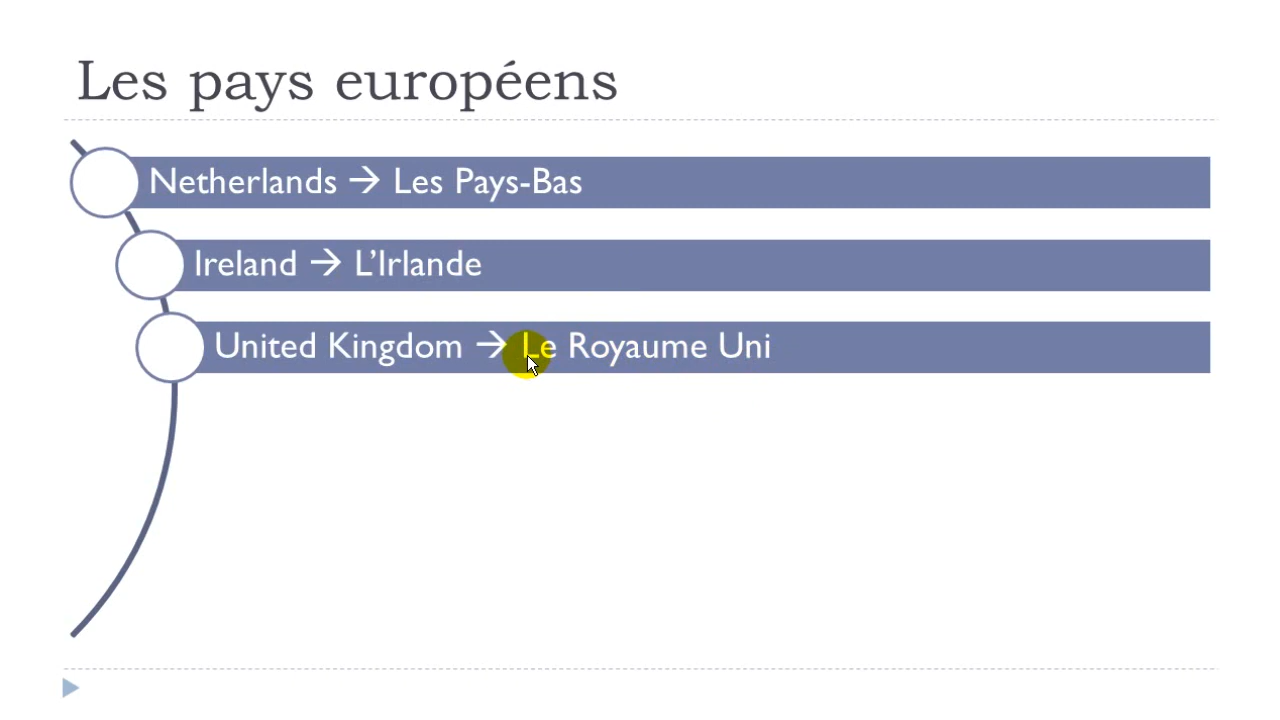 Les pays européens
Netherlands → Les Pays-Bas
Ireland → L’Irlande
United Kingdom → Le Royaume Uni